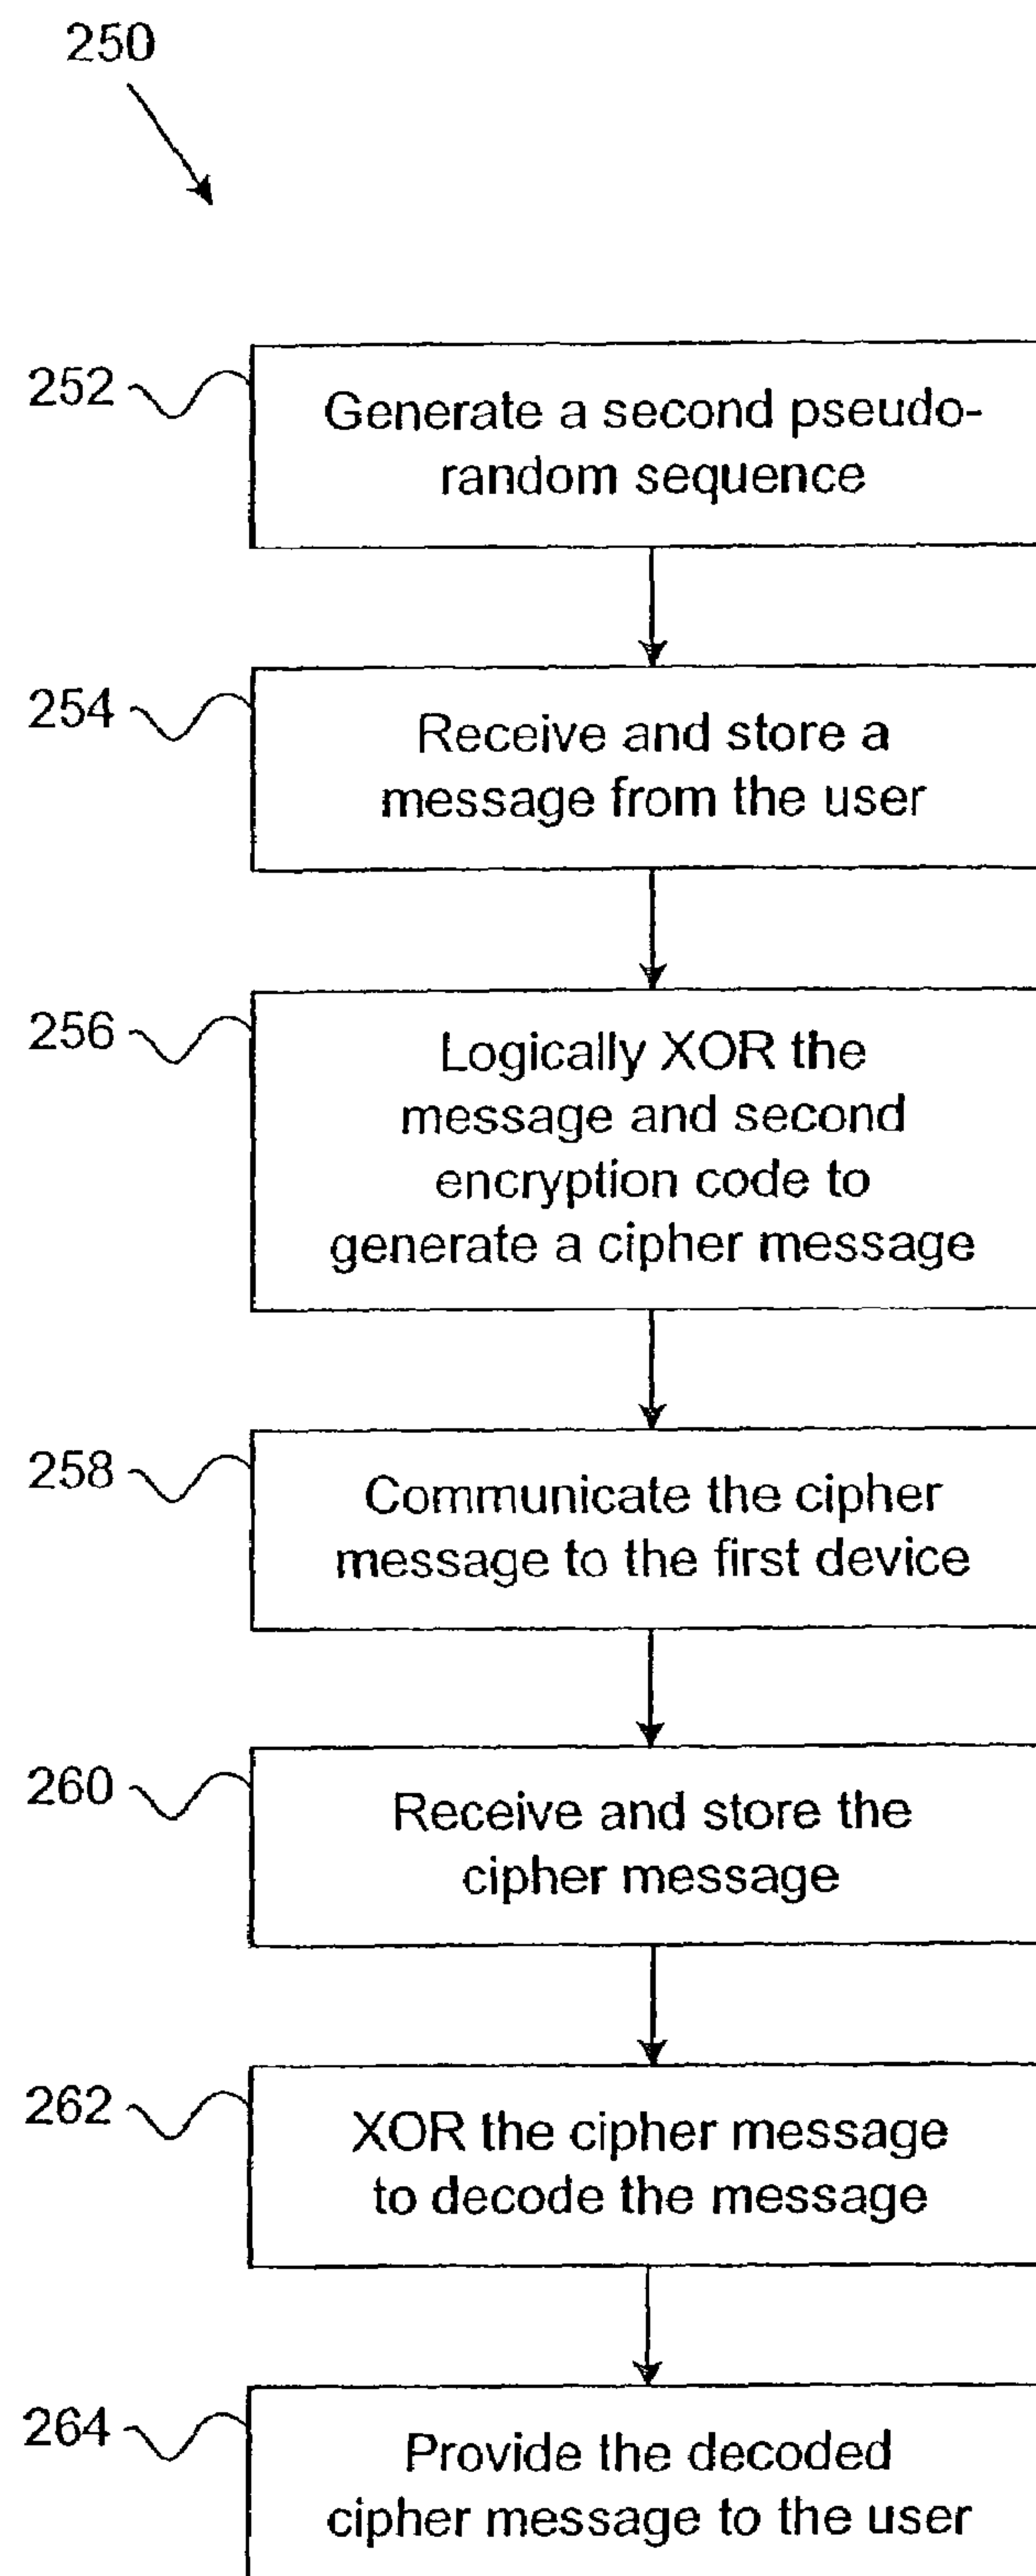 250
252
Generate a second pseudo-
random sequence
254
Receive and store a
message from the user
256
Logically XOR the
message and second
encryption code to
generate a cipher message
258
Communicate the cipher
message to the first device
260
Receive and store the
cipher message
262
XOR the cipher message
to decode the message
264
Provide the decoded
cipher message to the user